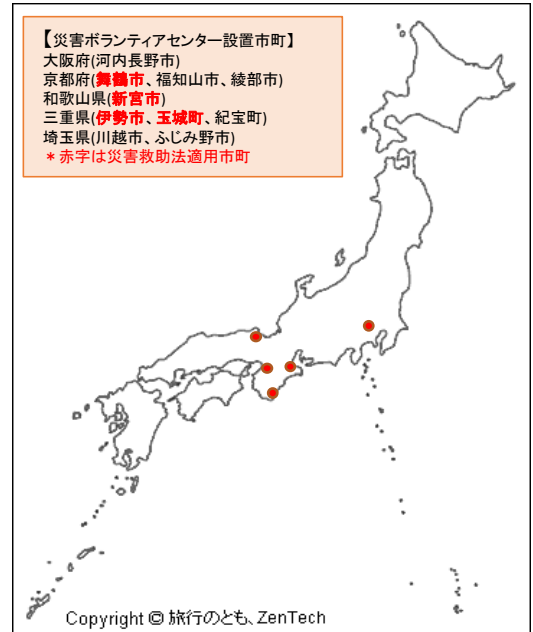 【災害ボランティアセンター設置市町】
大阪府(河内長野市)
京都府(舞鶴市、福知山市、綾部市)
和歌山県(新宮市)
三重県(伊勢市、玉城町、紀宝町)
埼玉県(川越市、ふじみ野市)
＊赤字は災害救助法適用市町
Copyright © 旅行のとも、ZenTech